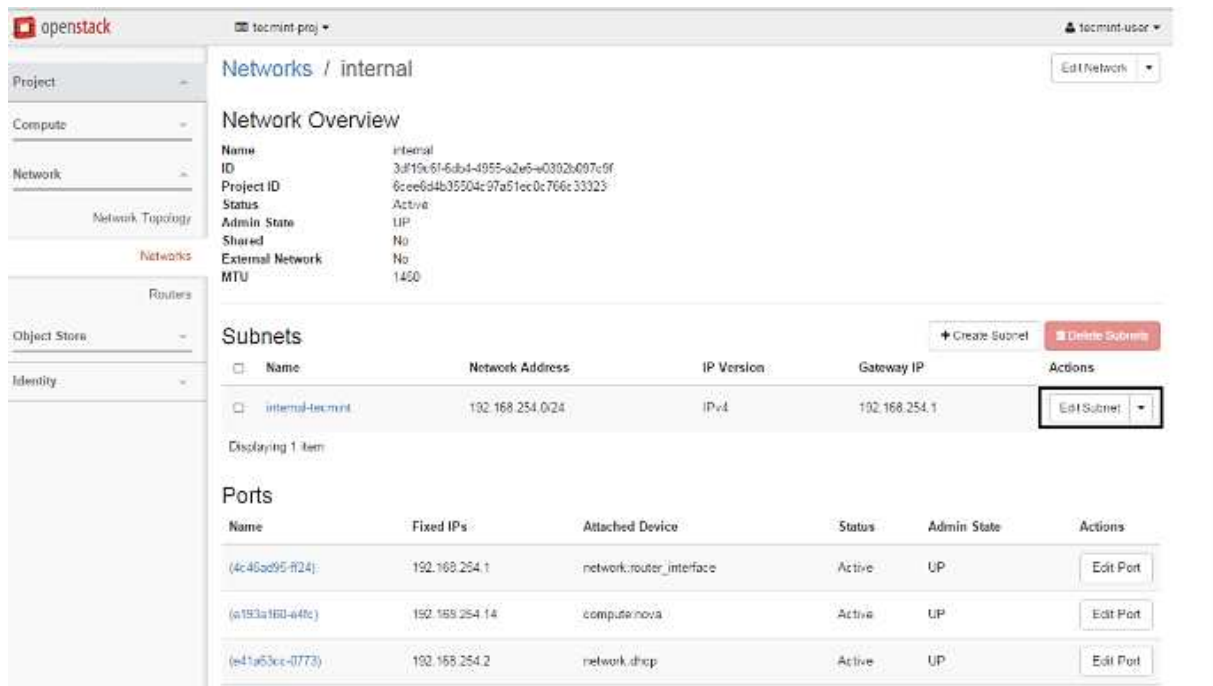 openstack
tecmint-proj
tecmint-user
Project
Compute
Network
Network Topology
Networks
Routers
Object Store
Identity
Networks / internal
Edit Network
Network Overview
Name internal
ID
Project ID 6cee6d4b35504c97a51ec0c766c33323
Status Active
Admin State UP
Shared No
External Network No
MTU 1450
Subnets
+ Create Subnet
Delete Subnets
Name Network Address IP Version Gateway IP Actions
internal-tecmint 192.168.254.0/24 IPv4 192.168.254.1 Edit Subnet
Displaying 1 item
Ports
Name Fixed IPs Attached Device Status Admin State Actions
(4c46ad95-ff24) 192.168.254.1 network:router_interface Active UP Edit Port
(e193a160-e4fc) 192.168.254.14 compute:nova Active UP Edit Port
(e41a63cc-0773) 192.168.254.2 network:dhcp Active UP Edit Port